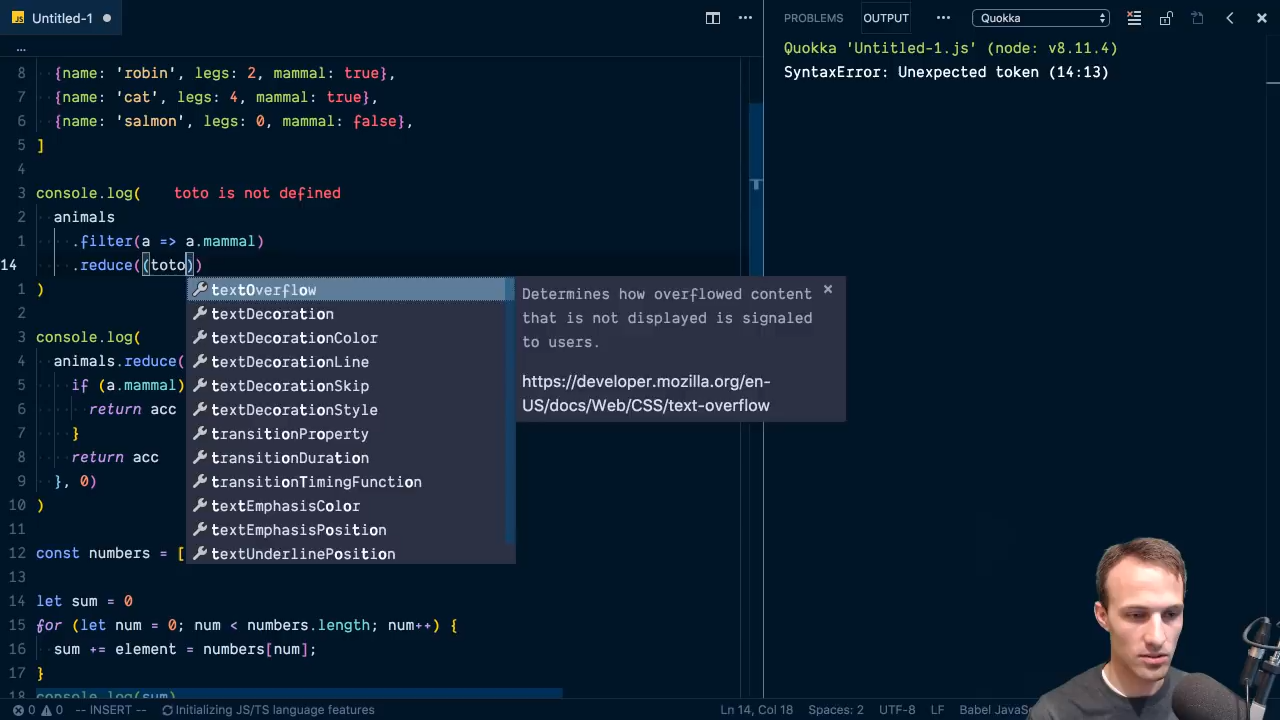 JS Untitled-1 ●
...
PROBLEMS OUTPUT ... Quokka
...
Quokka 'Untitled-1.js' (node: v8.11.4)
SyntaxError: Unexpected token (14:13)
8 {name: 'robin', legs: 2, mammal: true},
7 {name: 'cat', legs: 4, mammal: true},
6 {name: 'salmon', legs: 0, mammal: false},
5 ]
4
3 console.log( toto is not defined
2 animals
1 .filter(a => a.mammal)
14 .reduce((toto))
1 )
2
3 console.log(
4 animals.reduce(
5 if (a.mammal)
6 return acc
7 }
8 return acc
9 }, 0)
10 )
11
12 const numbers = [
13
14 let sum = 0
15 for (let num = 0; num < numbers.length; num++) {
16 sum += element = numbers[num];
17 }
18 console.log(sum)
textOverflow
textDecoration
textDecorationColor
textDecorationLine
textDecorationSkip
textDecorationStyle
transitionProperty
transitionDuration
transitionTimingFunction
textEmphasisColor
textEmphasisPosition
textUnderlinePosition
Determines how overflowed content
that is not displayed is signaled
to users.
https://developer.mozilla.org/en-
US/docs/Web/CSS/text-overflow
0 0 -- INSERT -- Initializing JS/TS language features Ln 14, Col 18 Spaces: 2 UTF-8 LF Babel JavaSc